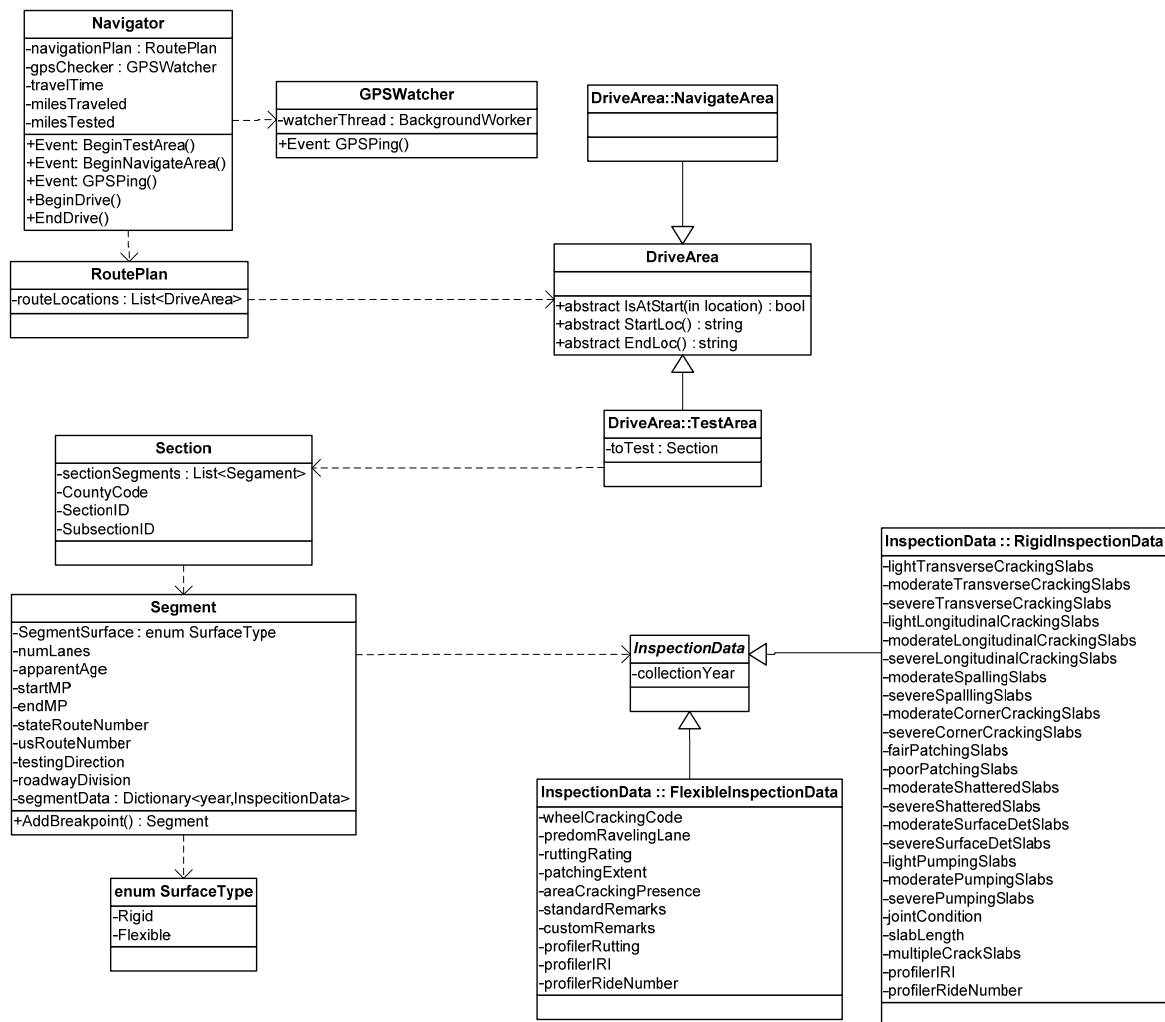 Navigator
-navigationPlan : RoutePlan
-gpsChecker : GPSWatcher
-travelTime
-milesTraveled
-milesTested
+Event: BeginTestArea()
+Event: BeginNavigateArea()
+Event: GPSPing()
+BeginDrive()
+EndDrive()
GPSWatcher
-watcherThread : BackgroundWorker
+Event: GPSPing()
DriveArea::NavigateArea
RoutePlan
-routeLocations : List<DriveArea>
DriveArea
+abstract IsAtStart(in location) : bool
+abstract StartLoc() : string
+abstract EndLoc() : string
DriveArea::TestArea
-toTest : Section
Section
-sectionSegments : List<Segament>
-CountyCode
-SectionID
-SubsectionID
Segment
-SegmentSurface : enum SurfaceType
-numLanes
-apparentAge
-startMP
-endMP
-stateRouteNumber
-usRouteNumber
-testingDirection
-roadwayDivision
-segmentData : Dictionary<year,InspecitionData>
+AddBreakpoint() : Segment
enum SurfaceType
-Rigid
-Flexible
InspectionData
-collectionYear
InspectionData :: FlexibleInspectionData
-wheelCrackingCode
-predomRavelingLane
-ruttingRating
-patchingExtent
-areaCrackingPresence
-standardRemarks
-customRemarks
-profilerRutting
-profilerIRI
-profilerRideNumber
InspectionData :: RigidInspectionData
-lightTransverseCrackingSlabs
-moderateTransverseCrackingSlabs
-severeTransverseCrackingSlabs
-lightLongitudinalCrackingSlabs
-moderateLongitudinalCrackingSlabs
-severeLongitudinalCrackingSlabs
-moderateSpallingSlabs
-severeSpalllingSlabs
-moderateCornerCrackingSlabs
-severeCornerCrackingSlabs
-fairPatchingSlabs
-poorPatchingSlabs
-moderateShatteredSlabs
-severeShatteredSlabs
-moderateSurfaceDetSlabs
-severeSurfaceDetSlabs
-lightPumpingSlabs
-moderatePumpingSlabs
-severePumpingSlabs
-jointCondition
-slabLength
-multipleCrackSlabs
-profilerIRI
-profilerRideNumber